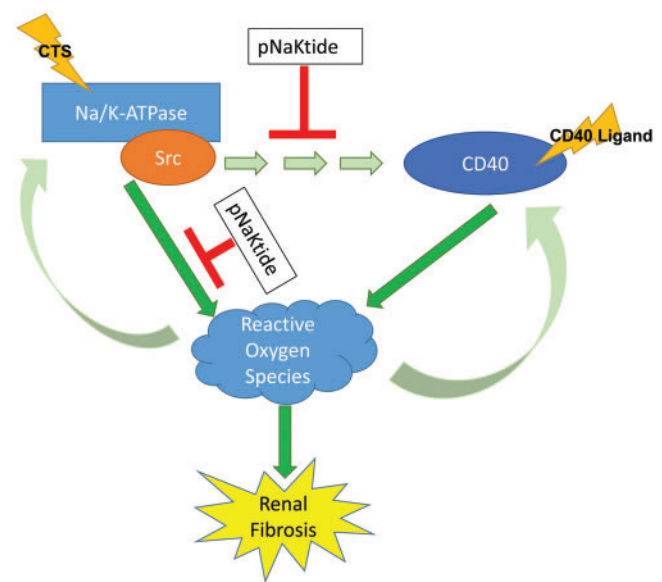 CTS
pNaKtide
Na/K-ATPase
Src
CD40
CD40 Ligand
pNaKtide
Reactive
Oxygen
Species
Renal
Fibrosis